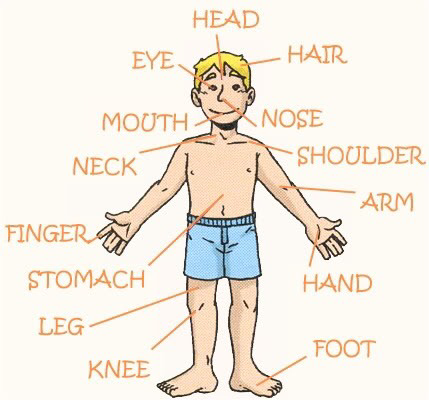 HEAD
EYE
HAIR
MOUTH
NOSE
NECK
SHOULDER
ARM
FINGER
STOMACH
HAND
LEG
KNEE
FOOT